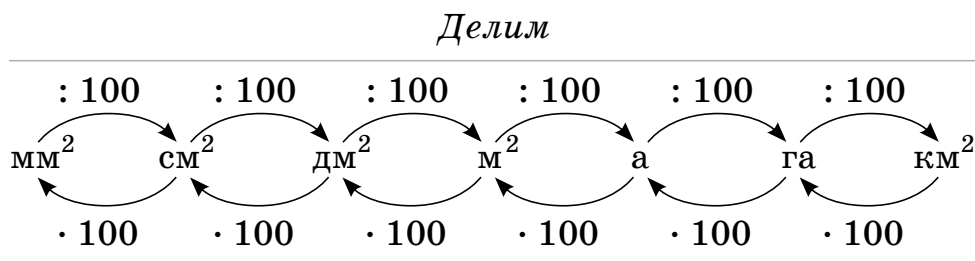 Делим
: 100 : 100 : 100 : 100 : 100 : 100
мм² см² дм² м² а га км²
· 100 · 100 · 100 · 100 · 100 · 100